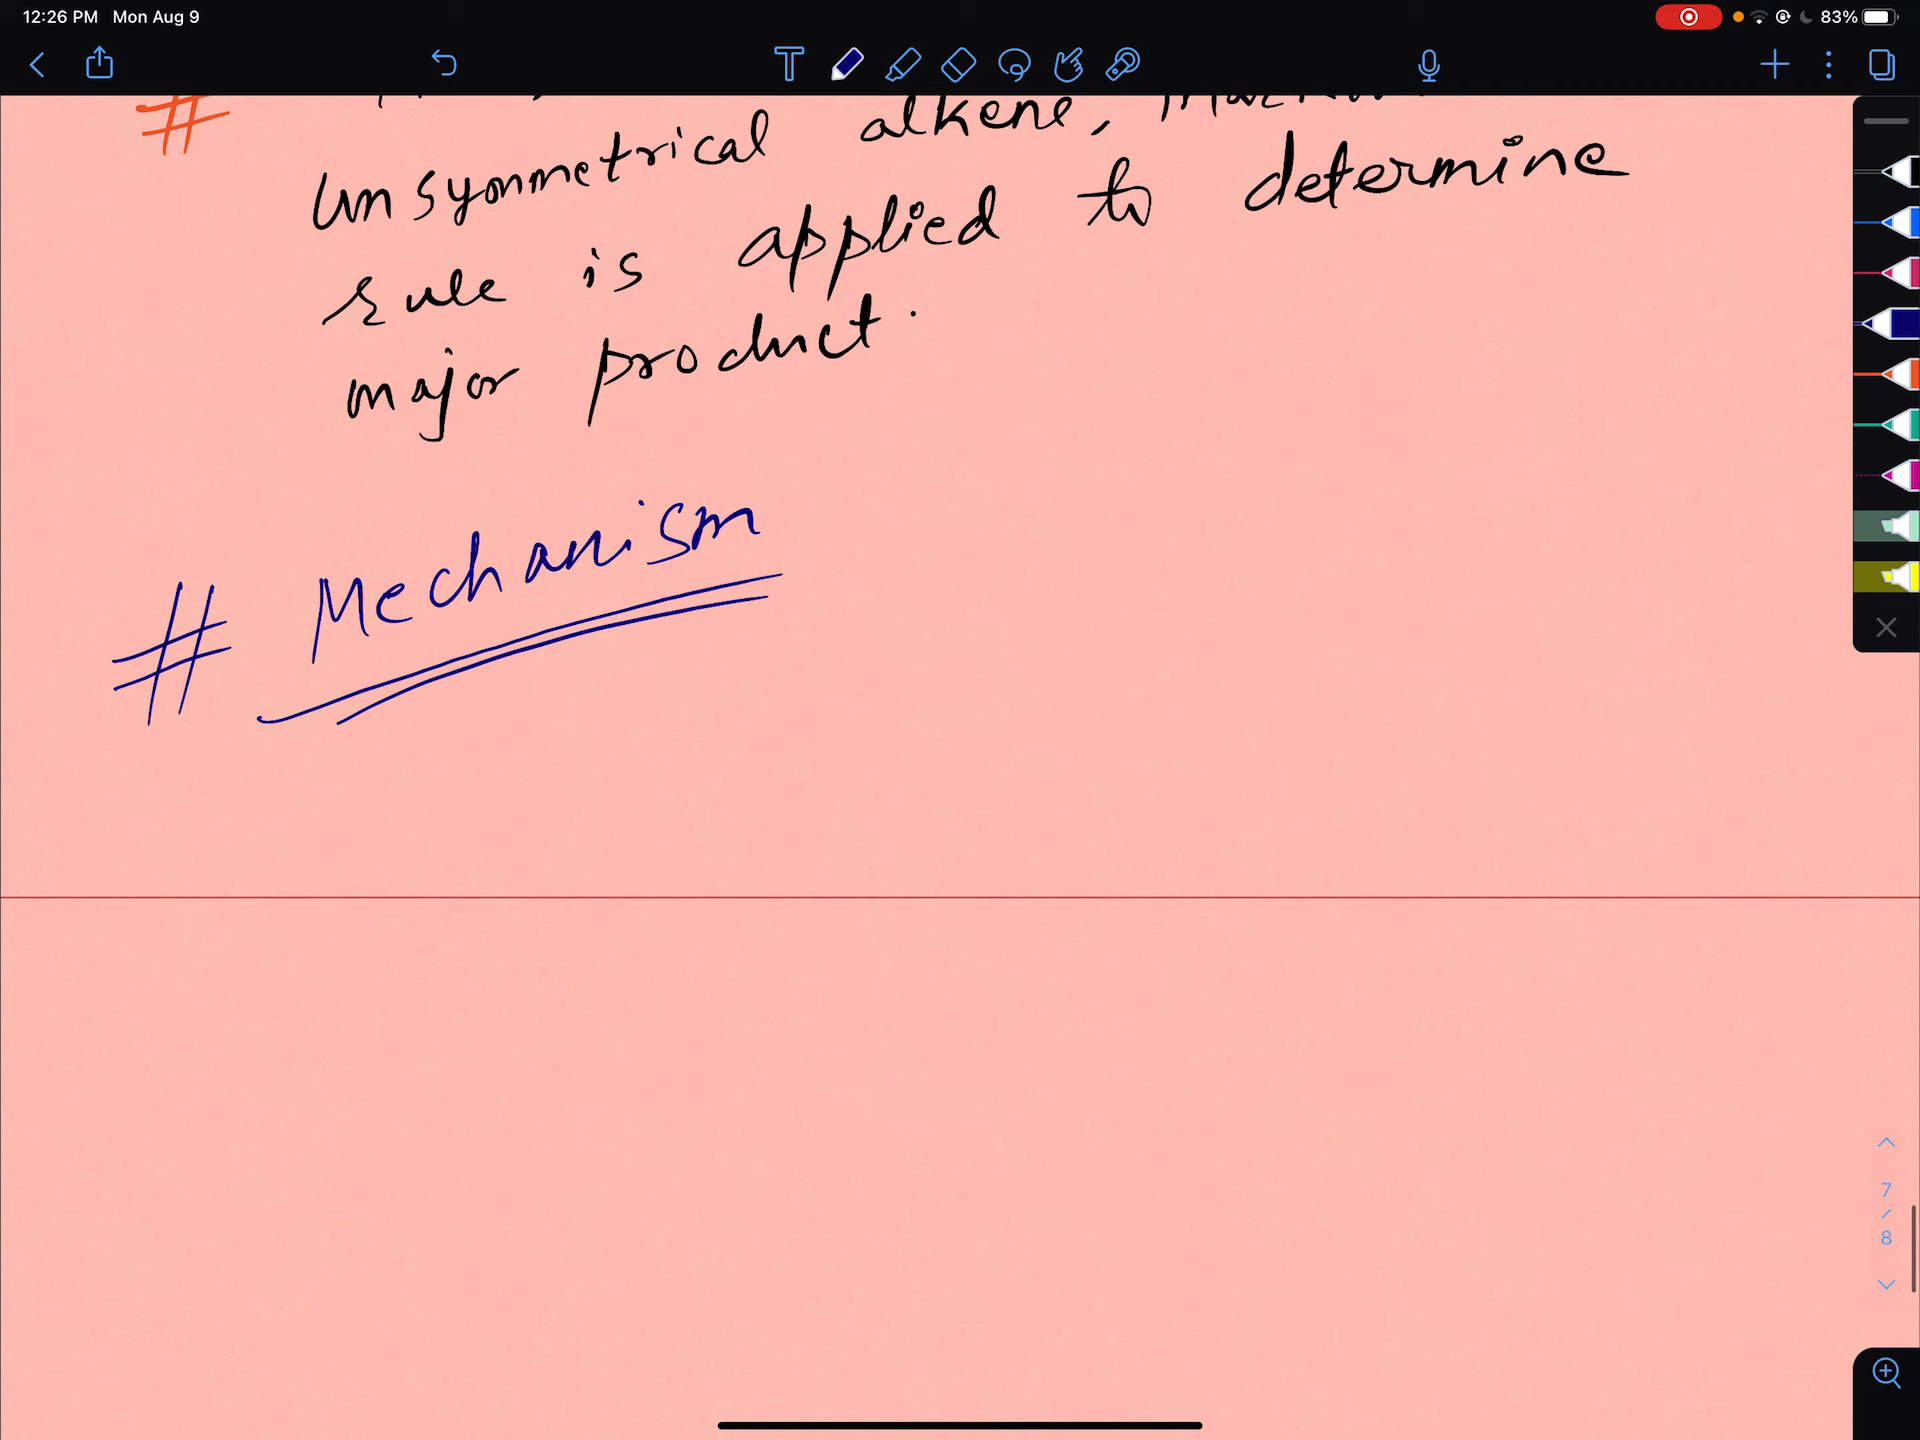 12:26 PM Mon Aug 9
83%
# 
unsymmetrical alkene,
rule is applied to determine
major product.
# Mechanism
7
/
8